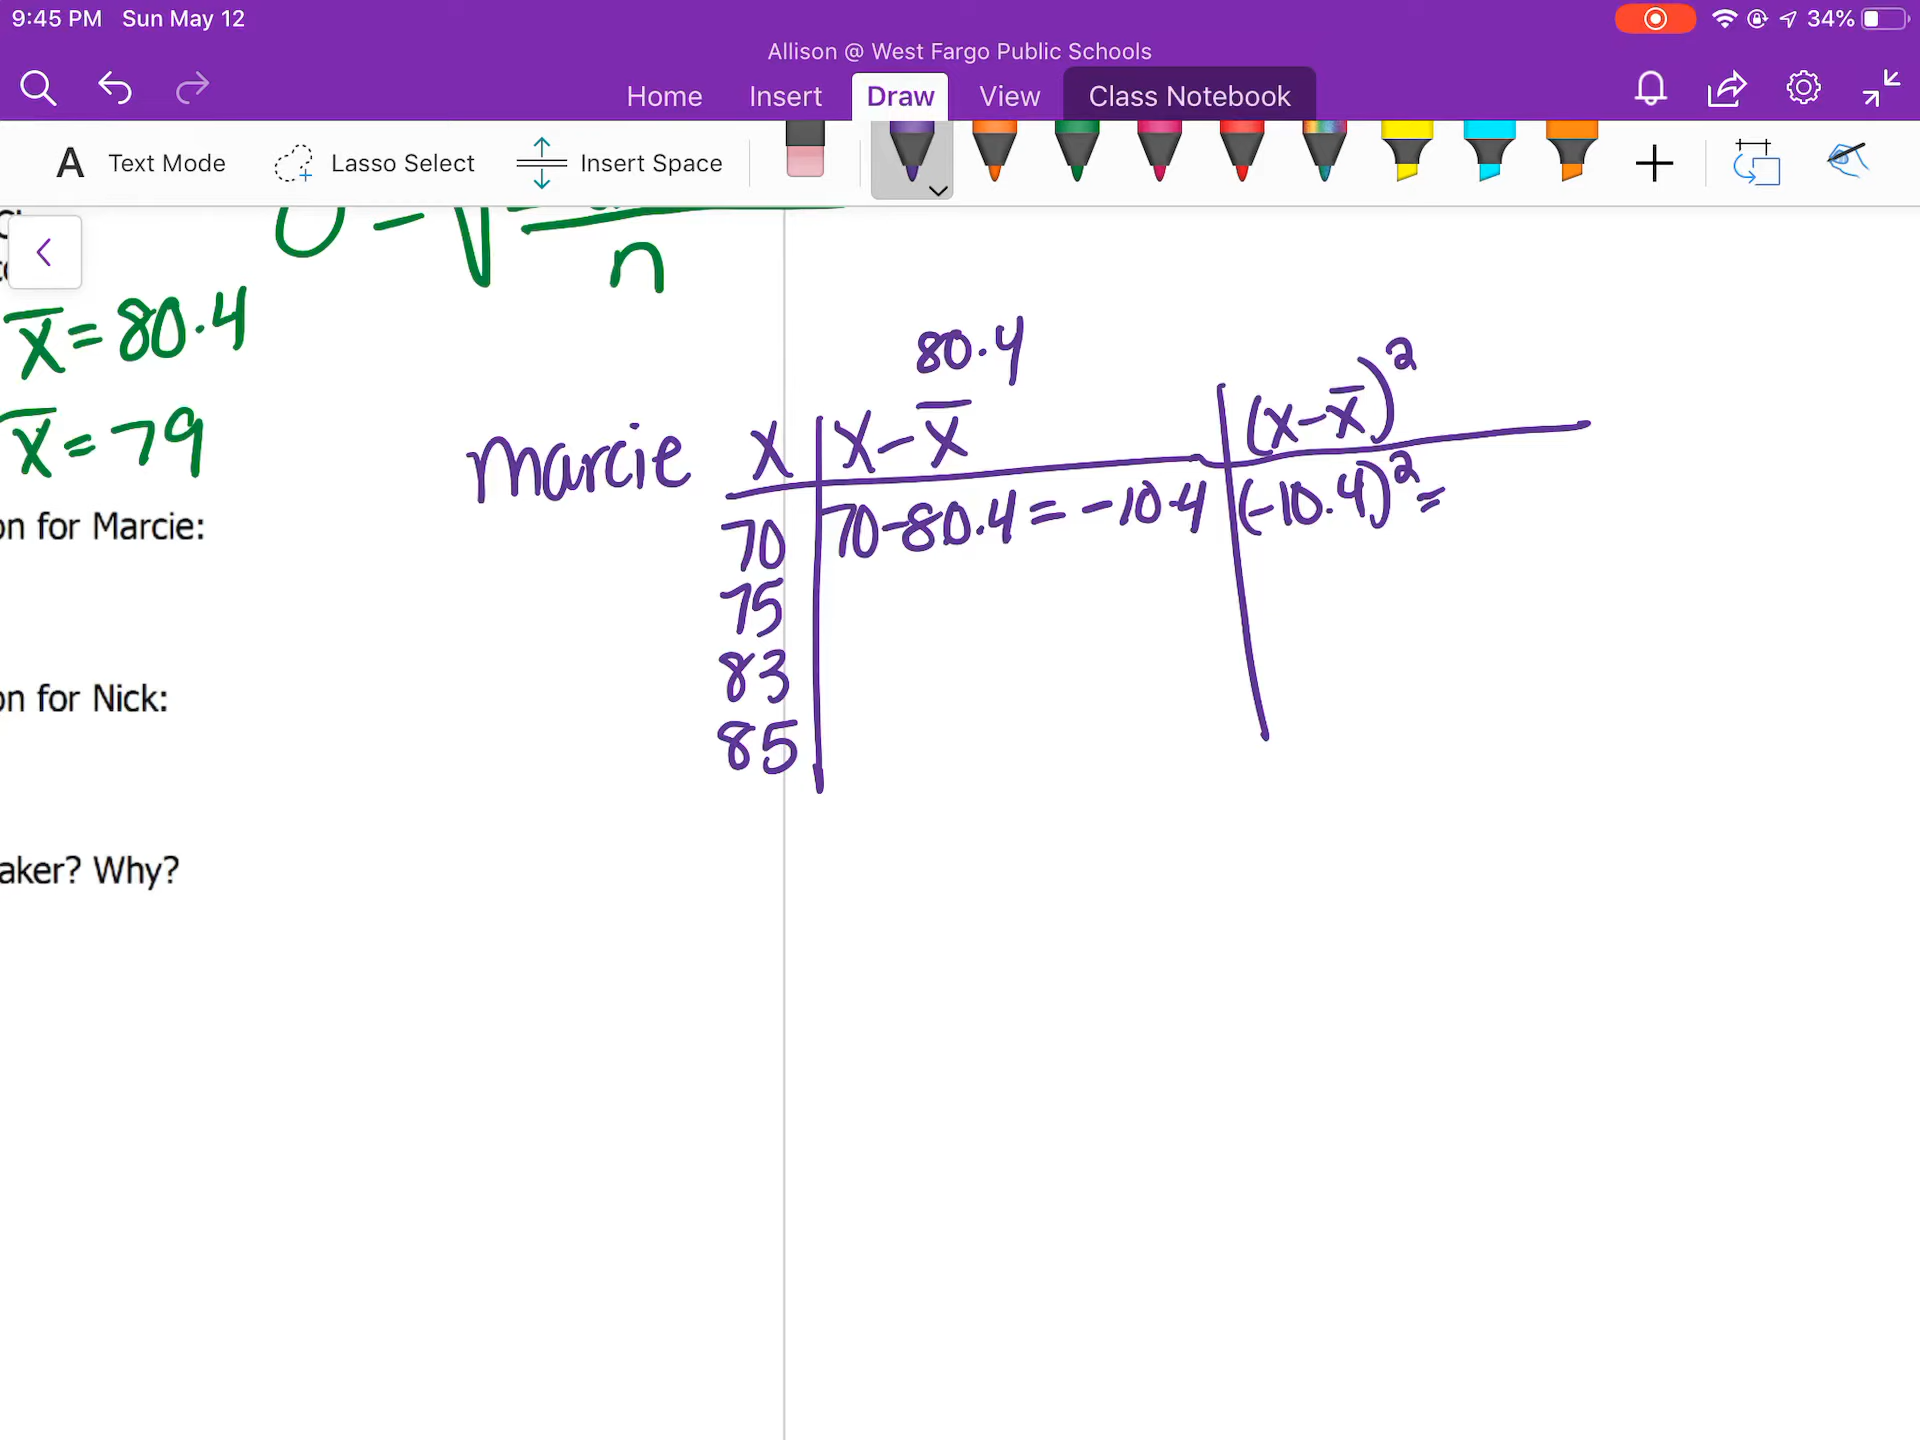 9:45 PM Sun May 12
34%
Allison @ West Fargo Public Schools
Home Insert Draw View Class Notebook
A Text Mode Lasso Select Insert Space
n
x̅ = 80.4
x̅ = 79
on for Marcie:
on for Nick:
aker? Why?
80.4
marcie x x - x̅ (x - x̅)²
70 70-80.4 = -10.4 (-10.4)² =
75
83
85